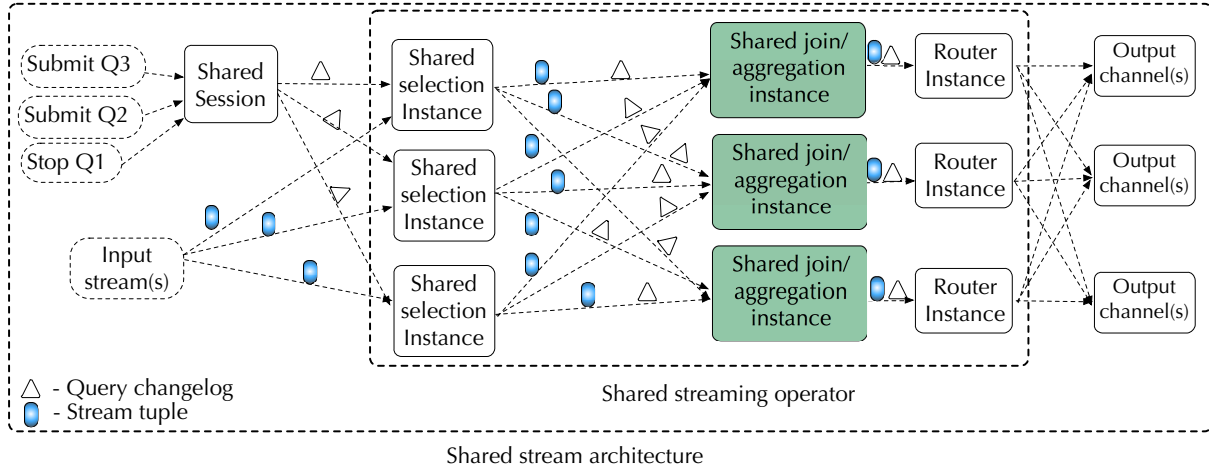 Submit Q3
Submit Q2
Stop Q1
Shared
Session
Input
stream(s)
Shared
selection
Instance
Shared
selection
Instance
Shared
selection
Instance
Shared join/
aggregation
instance
Shared join/
aggregation
instance
Shared join/
aggregation
instance
Router
Instance
Router
Instance
Router
Instance
Output
channel(s)
Output
channel(s)
Output
channel(s)
- Query changelog
- Stream tuple
Shared streaming operator
Shared stream architecture